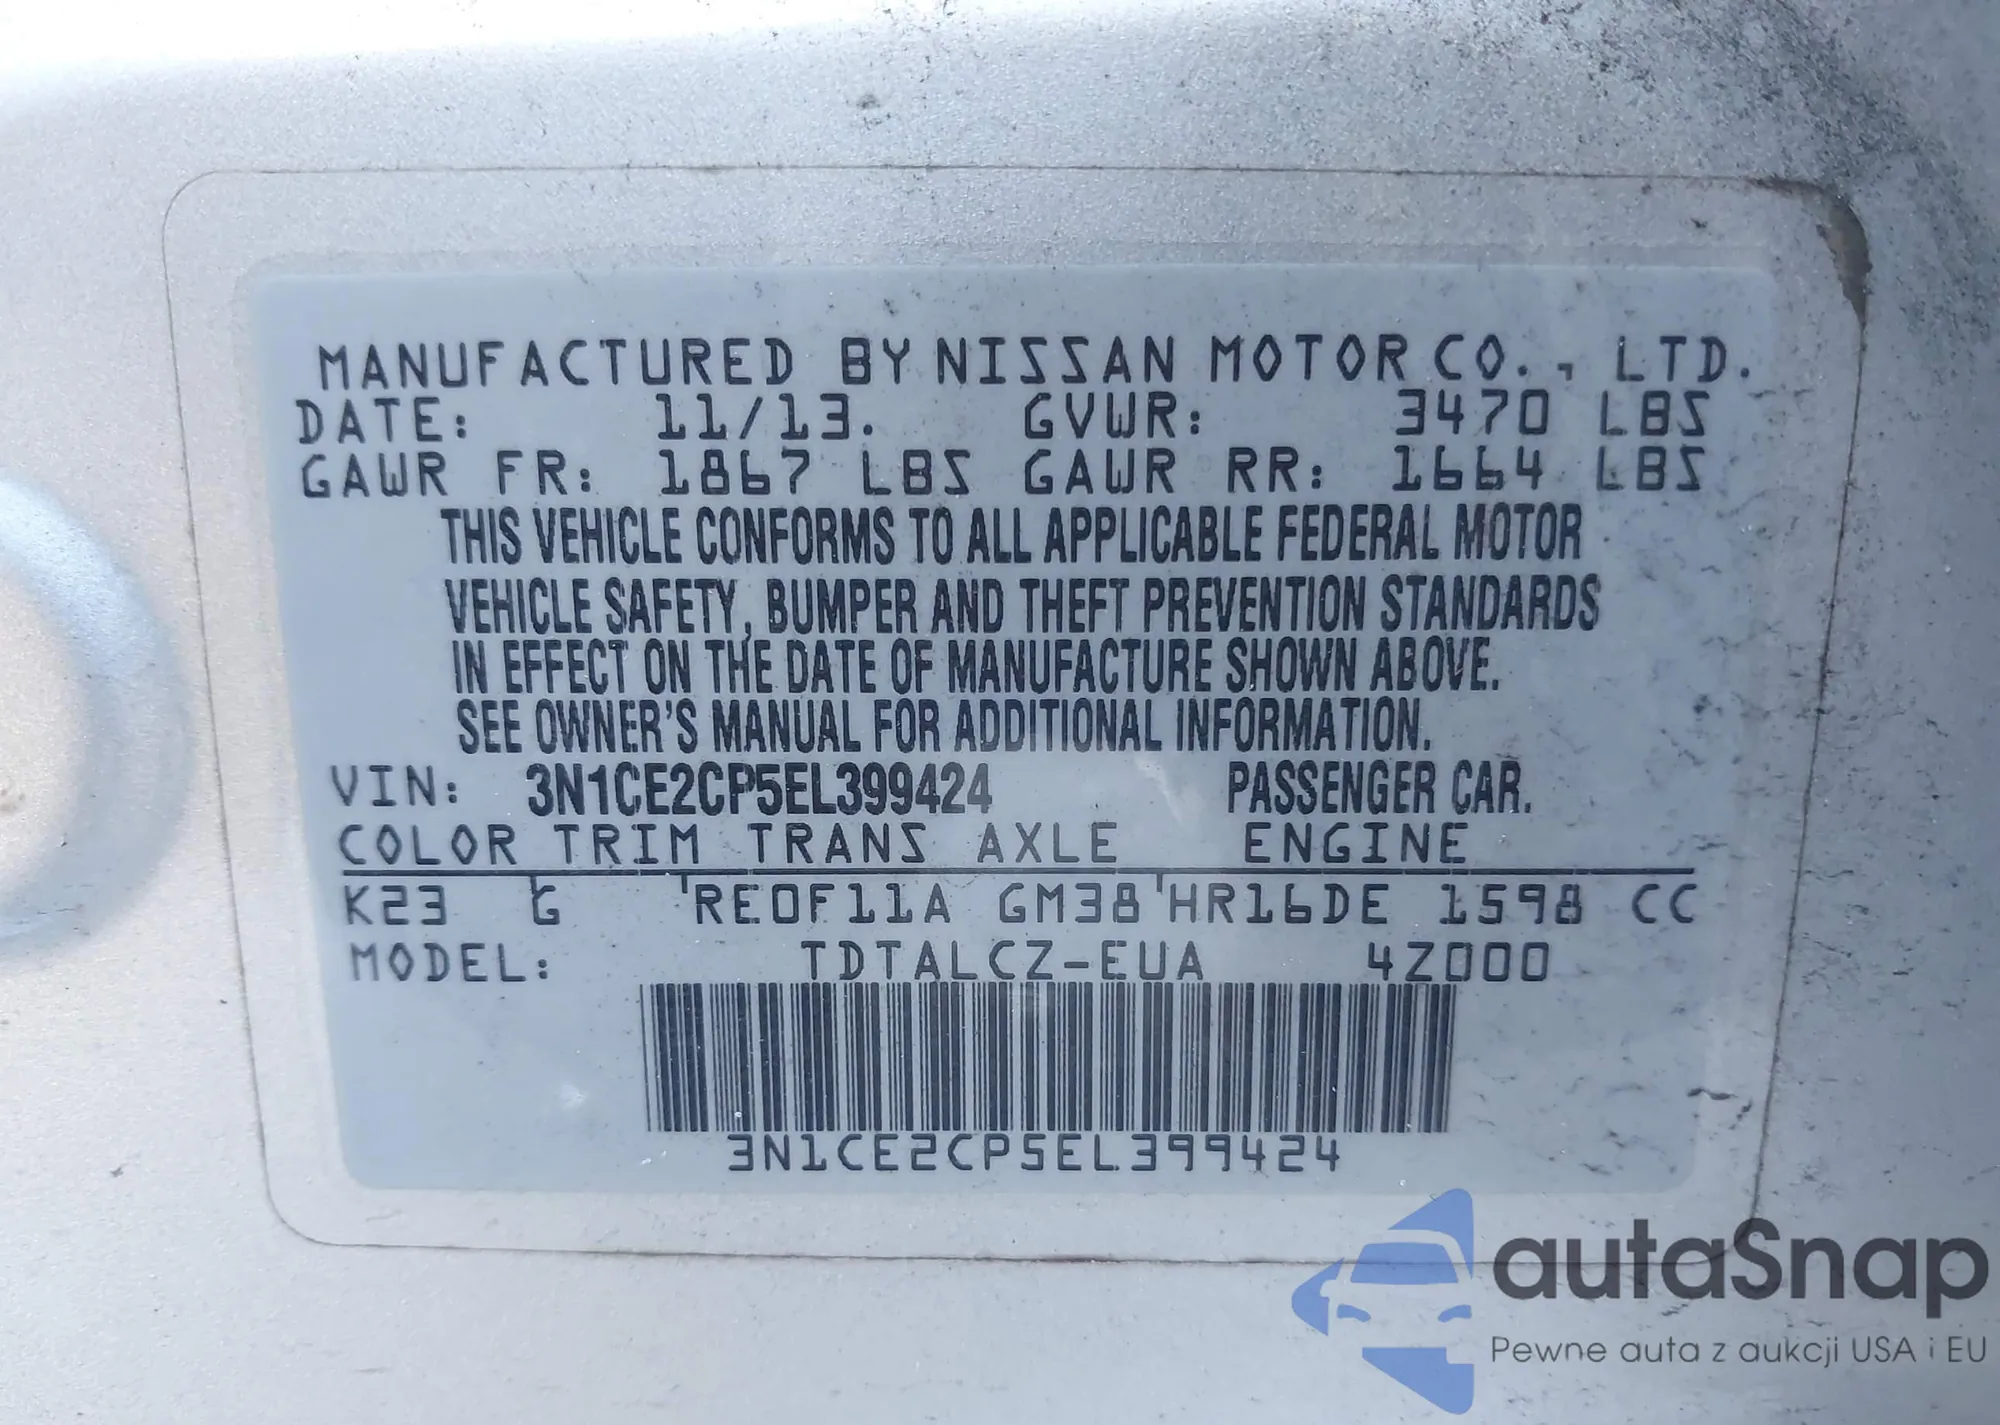 MANUFACTURED BY NISSAN MOTOR CO., LTD.
DATE: 11/13. GVWR: 3470 LBS
GAWR FR: 1867 LBS GAWR RR: 1664 LBS
THIS VEHICLE CONFORMS TO ALL APPLICABLE FEDERAL MOTOR
VEHICLE SAFETY, BUMPER AND THEFT PREVENTION STANDARDS
IN EFFECT ON THE DATE OF MANUFACTURE SHOWN ABOVE.
SEE OWNER'S MANUAL FOR ADDITIONAL INFORMATION.
VIN: 3N1CE2CP5EL399424 PASSENGER CAR.
COLOR TRIM TRANS AXLE ENGINE
K23 G RE0F11A GM38 HR16DE 1598 CC
MODEL: TDTALCZ-EUA 4Z000
3N1CE2CP5EL399424
autaSnap
Pewne auta z aukcji USA i EU